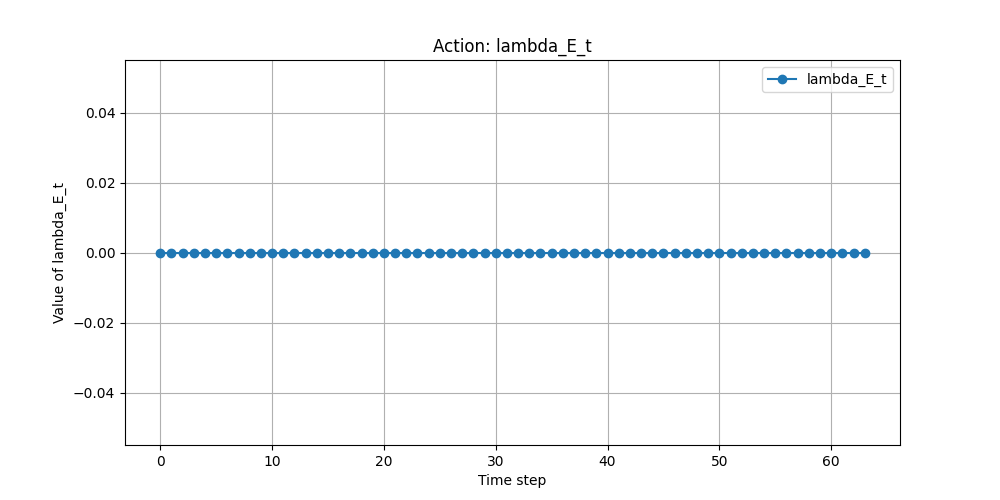 Action: lambda_E_t
lambda_E_t
Value of lambda_E_t
0.04
0.02
0.00
−0.02
−0.04
0 10 20 30 40 50 60
Time step